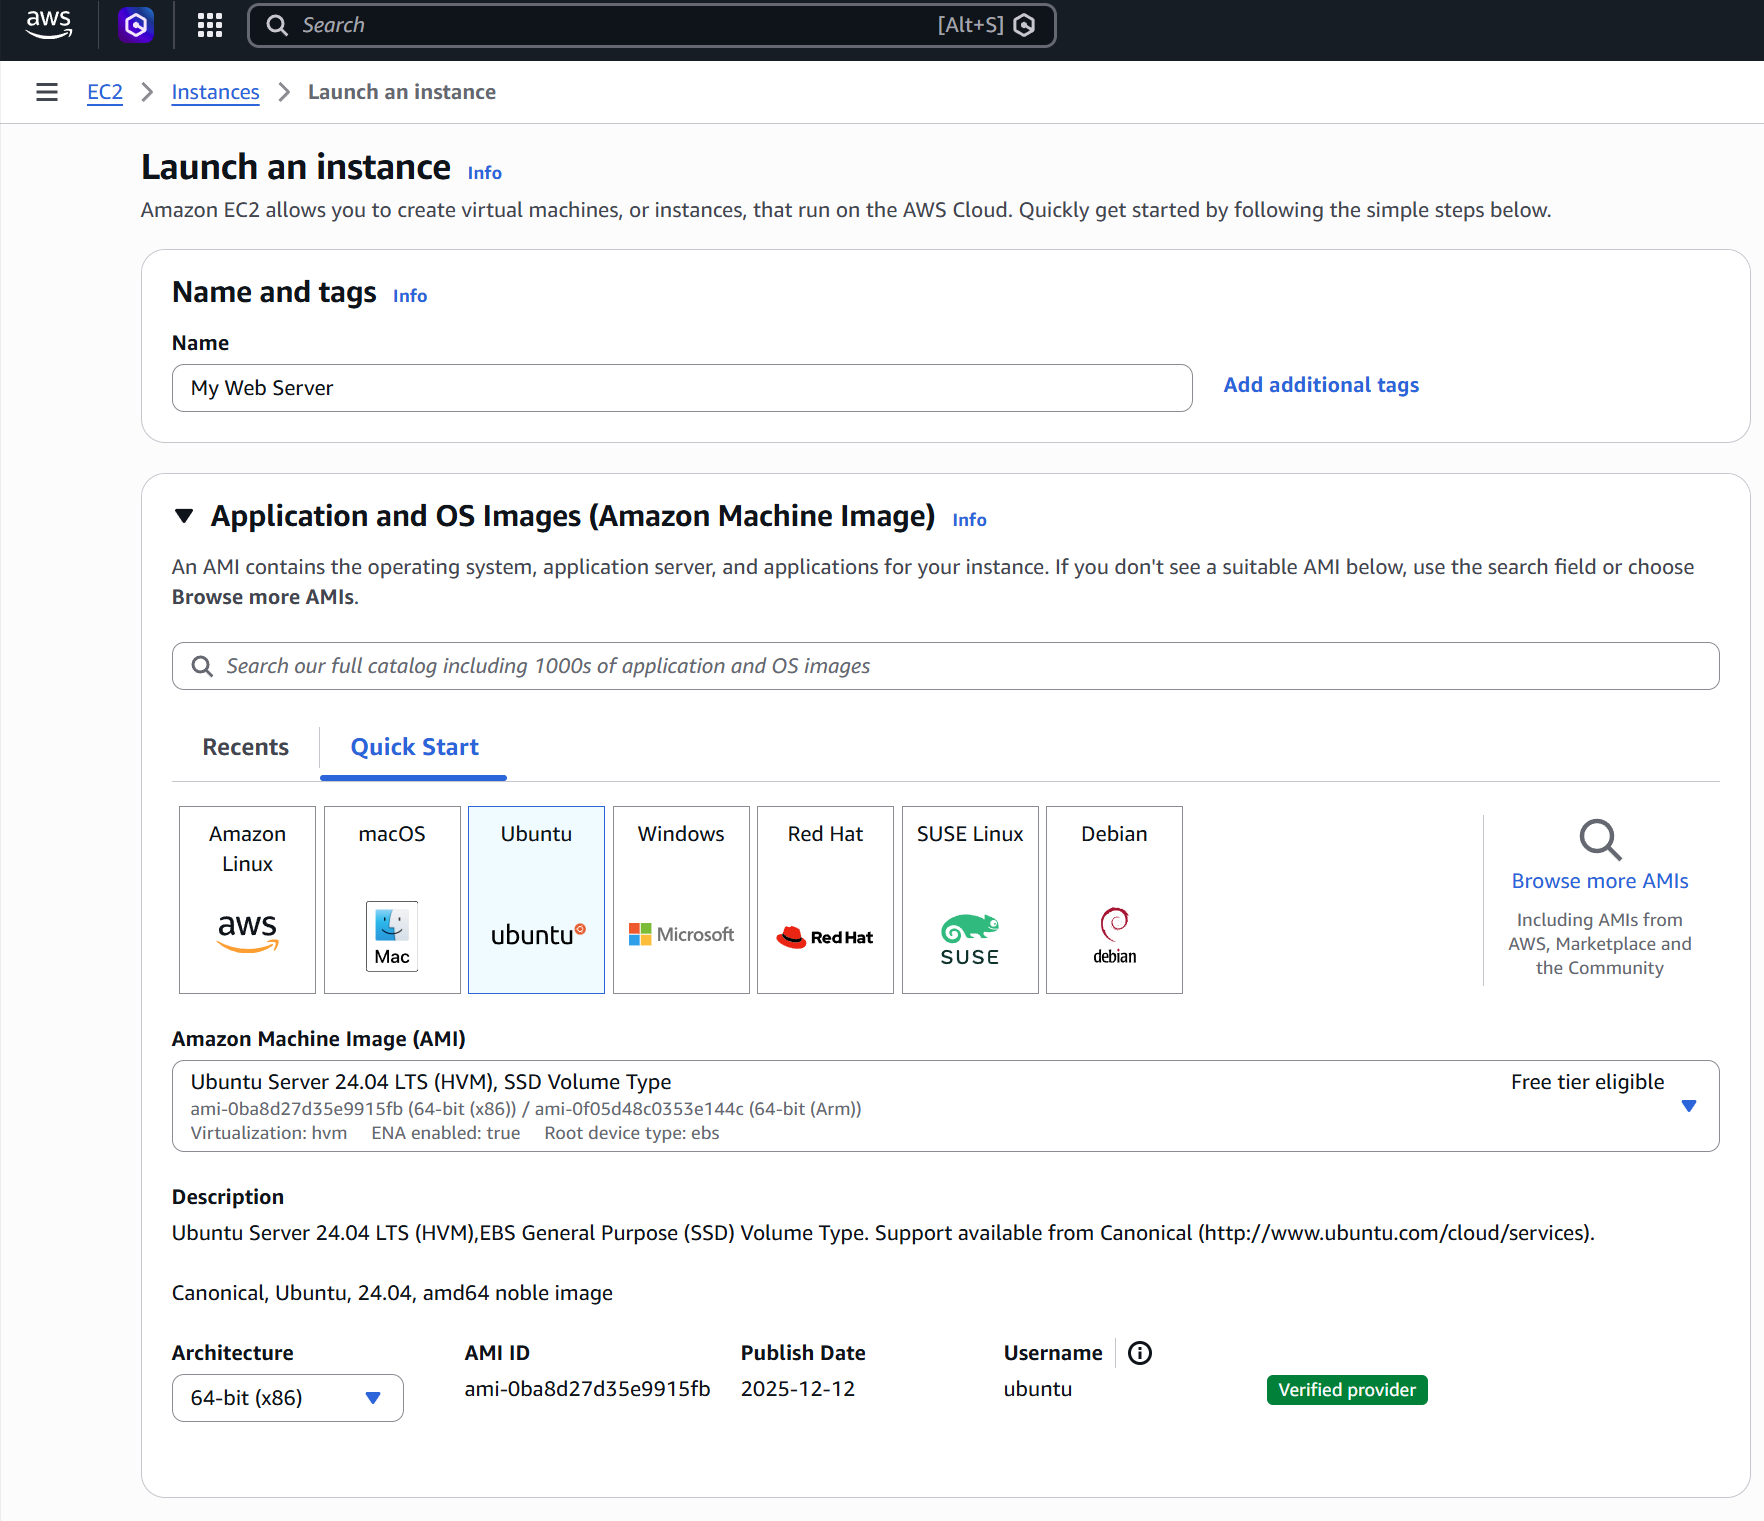 aws
Search [Alt+S]
EC2 Instances Launch an instance
Launch an instance Info
Amazon EC2 allows you to create virtual machines, or instances, that run on the AWS Cloud. Quickly get started by following the simple steps below.
Name and tags Info
Name
My Web Server
Add additional tags
Application and OS Images (Amazon Machine Image) Info
An AMI contains the operating system, application server, and applications for your instance. If you don't see a suitable AMI below, use the search field or choose
Browse more AMIs.
Search our full catalog including 1000s of application and OS images
Recents Quick Start
Amazon
Linux
aws
macOS
Mac
Ubuntu
ubuntu
Windows
Microsoft
Red Hat
Red Hat
SUSE Linux
SUSE
Debian
debian
Browse more AMIs
Including AMIs from
AWS, Marketplace and
the Community
Amazon Machine Image (AMI)
Ubuntu Server 24.04 LTS (HVM), SSD Volume Type Free tier eligible
ami-0ba8d27d35e9915fb (64-bit (x86)) / ami-0f05d48c0353e144c (64-bit (Arm))
Virtualization: hvm ENA enabled: true Root device type: ebs
Description
Ubuntu Server 24.04 LTS (HVM),EBS General Purpose (SSD) Volume Type. Support available from Canonical (http://www.ubuntu.com/cloud/services).
Canonical, Ubuntu, 24.04, amd64 noble image
Architecture AMI ID Publish Date Username
64-bit (x86) ami-0ba8d27d35e9915fb 2025-12-12 ubuntu Verified provider